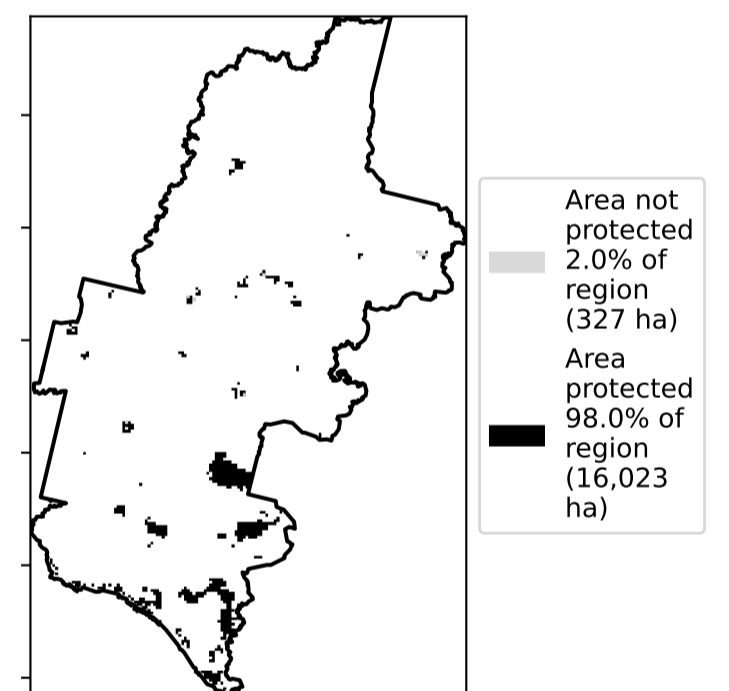 Area not
protected
2.0% of
region
(327 ha)
Area
protected
98.0% of
region
(16,023
ha)